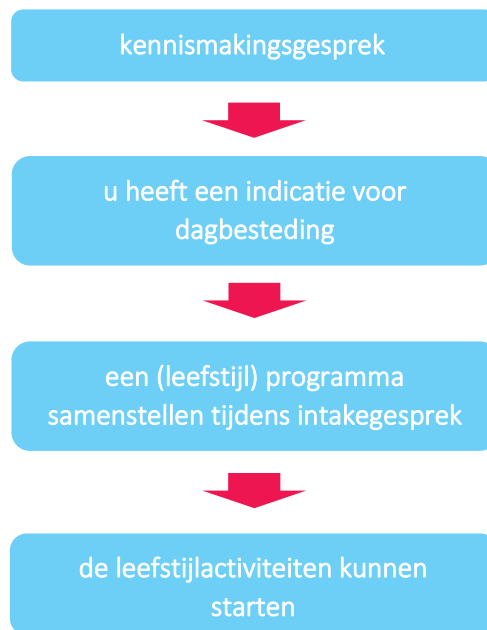 kennismakingsgesprek
u heeft een indicatie voor
dagbesteding
een (leefstijl) programma
samenstellen tijdens intakegesprek
de leefstijlactiviteiten kunnen
starten